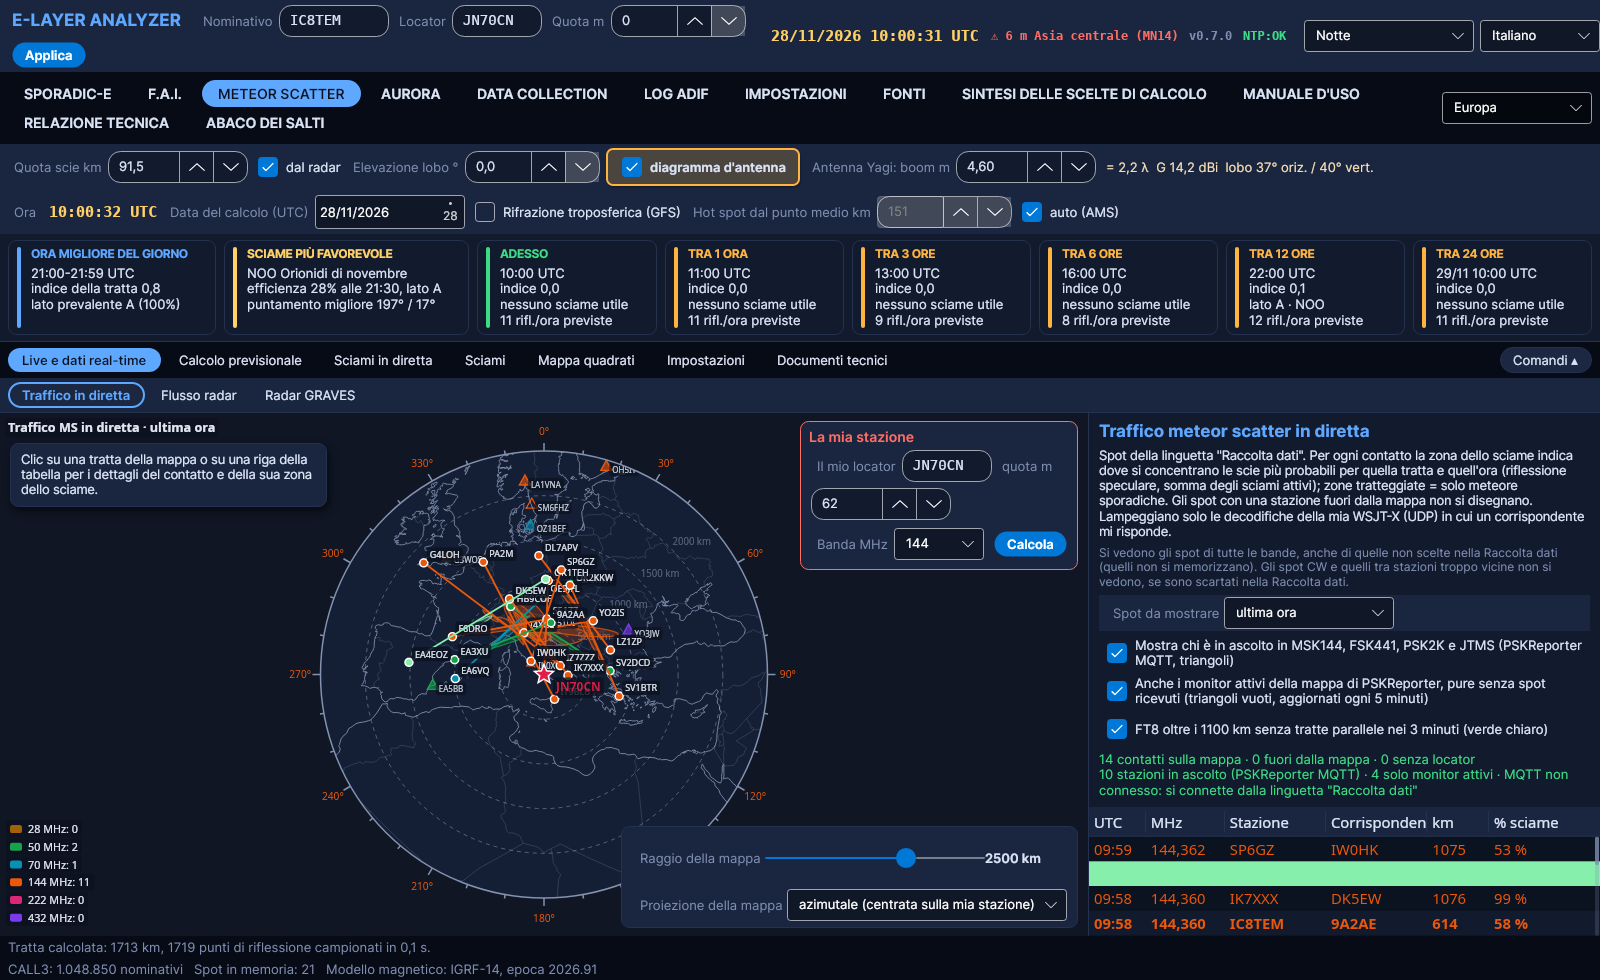 E-LAYER ANALYZER
Nominativo IC8TEM Locator JN70CN Quota m 0
28/11/2026 10:00:31 UTC ⚠ 6 m Asia centrale (MN14) v0.7.0 NTP:OK Notte Italiano
Applica
SPORADIC-E F.A.I. METEOR SCATTER AURORA DATA COLLECTION LOG ADIF IMPOSTAZIONI FONTI SINTESI DELLE SCELTE DI CALCOLO MANUALE D'USO
RELAZIONE TECNICA ABACO DEI SALTI
Europa
Quota scie km 91,5 dal radar Elevazione lobo ° 0,0 diagramma d'antenna Antenna Yagi: boom m 4,60 = 2,2 λ G 14,2 dBi lobo 37° oriz. / 40° vert.
Ora 10:00:32 UTC Data del calcolo (UTC) 28/11/2026 28 Rifrazione troposferica (GFS) Hot spot dal punto medio km 151 auto (AMS)
ORA MIGLIORE DEL GIORNO
21:00-21:59 UTC
indice della tratta 0,8
lato prevalente A (100%)
SCIAME PIÙ FAVOREVOLE
NOO Orionidi di novembre
efficienza 28% alle 21:30, lato A
puntamento migliore 197° / 17°
ADESSO
10:00 UTC
indice 0,0
nessuno sciame utile
11 rifl./ora previste
TRA 1 ORA
11:00 UTC
indice 0,0
nessuno sciame utile
11 rifl./ora previste
TRA 3 ORE
13:00 UTC
indice 0,0
nessuno sciame utile
9 rifl./ora previste
TRA 6 ORE
16:00 UTC
indice 0,0
nessuno sciame utile
8 rifl./ora previste
TRA 12 ORE
22:00 UTC
indice 0,1
lato A · NOO
12 rifl./ora previste
TRA 24 ORE
29/11 10:00 UTC
indice 0,0
nessuno sciame utile
11 rifl./ora previste
Live e dati real-time Calcolo previsionale Sciami in diretta Sciami Mappa quadrati Impostazioni Documenti tecnici Comandi ▴
Traffico in diretta Flusso radar Radar GRAVES
Traffico MS in diretta · ultima ora
Clic su una tratta della mappa o su una riga della
tabella per i dettagli del contatto e della sua zona
dello sciame.
0°
330° 30°
300° 60°
270° 90°
240° 120°
210°
180°
2000 km
1500 km
1000 km
LA1VNA
SM6FHZ
OZ1BEF
DL7APV
G4LOH
PA2M
SP6GZ
DK5EW
9A2AA
YO2IS
YO3JW
LZ1ZP
F6DRO
EA4EOZ
EA3XU
EA6VQ
EA5BB
IW0HK
IK7XXX
SV2DCD
SV1BTR
JN70CN
La mia stazione
Il mio locator JN70CN quota m
62
Banda MHz 144 Calcola
28 MHz: 0
50 MHz: 2
70 MHz: 1
144 MHz: 11
222 MHz: 0
432 MHz: 0
Raggio della mappa 2500 km
Proiezione della mappa azimutale (centrata sulla mia stazione)
Traffico meteor scatter in diretta
Spot della linguetta "Raccolta dati". Per ogni contatto la zona dello sciame indica
dove si concentrano le scie più probabili per quella tratta e quell'ora (riflessione
speculare, somma degli sciami attivi); zone tratteggiate = solo meteore
sporadiche. Gli spot con una stazione fuori dalla mappa non si disegnano.
Lampeggiano solo le decodifiche della mia WSJT-X (UDP) in cui un corrispondente
mi risponde.
Si vedono gli spot di tutte le bande, anche di quelle non scelte nella Raccolta dati
(quelli non si memorizzano). Gli spot CW e quelli tra stazioni troppo vicine non si
vedono, se sono scartati nella Raccolta dati.
Spot da mostrare ultima ora
Mostra chi è in ascolto in MSK144, FSK441, PSK2K e JTMS (PSKReporter
MQTT, triangoli)
Anche i monitor attivi della mappa di PSKReporter, pure senza spot
ricevuti (triangoli vuoti, aggiornati ogni 5 minuti)
FT8 oltre i 1100 km senza tratte parallele nei 3 minuti (verde chiaro)
14 contatti sulla mappa · 0 fuori dalla mappa · 0 senza locator
10 stazioni in ascolto (PSKReporter MQTT) · 4 solo monitor attivi · MQTT non
connesso: si connette dalla linguetta "Raccolta dati"
UTC MHz Stazione Corrisponden km % sciame
09:59 144,362 SP6GZ IW0HK 1075 53 %
09:58 144,360 IK7XXX DK5EW 1076 99 %
09:58 144,360 IC8TEM 9A2AE 614 58 %
Tratta calcolata: 1713 km, 1719 punti di riflessione campionati in 0,1 s.
CALL3: 1.048.850 nominativi Spot in memoria: 21 Modello magnetico: IGRF-14, epoca 2026.91